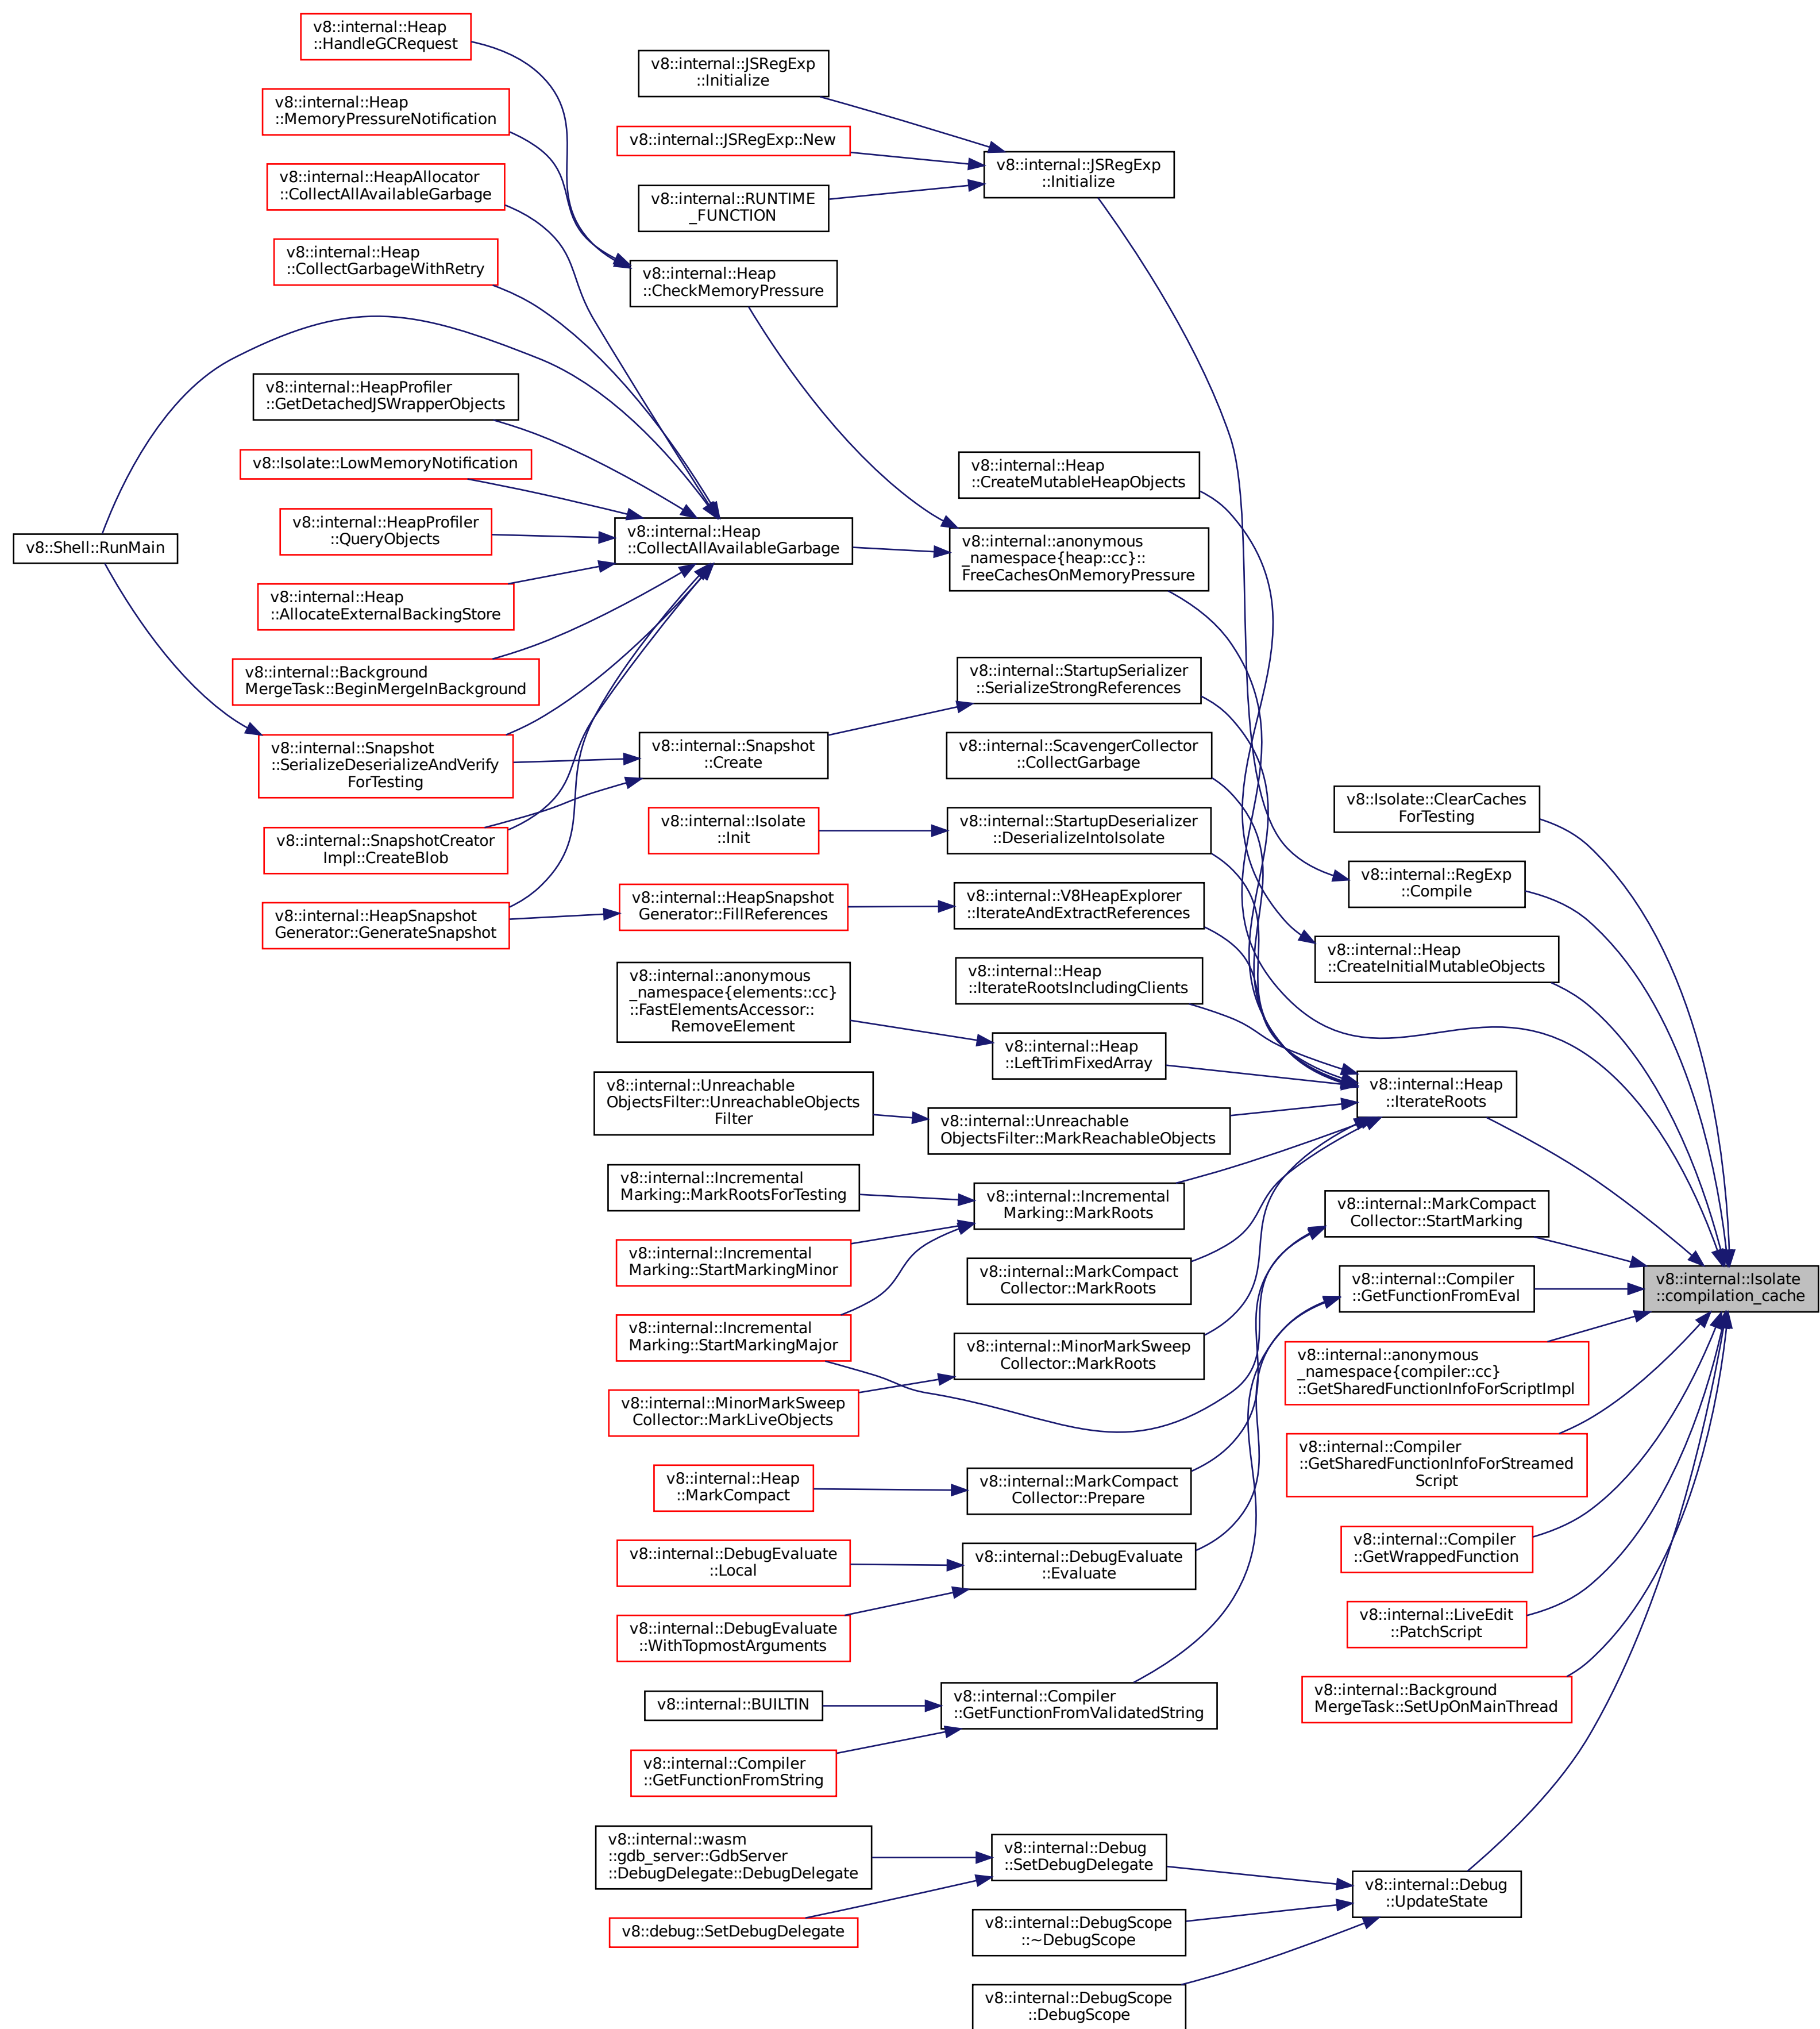 v8::internal::Heap
::HandleGCRequest
v8::internal::Heap
::MemoryPressureNotification
v8::internal::HeapAllocator
::CollectAllAvailableGarbage
v8::internal::Heap
::CollectGarbageWithRetry
v8::internal::HeapProfiler
::GetDetachedJSWrapperObjects
v8::Isolate::LowMemoryNotification
v8::internal::HeapProfiler
::QueryObjects
v8::Shell::RunMain
v8::internal::Heap
::AllocateExternalBackingStore
v8::internal::Background
MergeTask::BeginMergeInBackground
v8::internal::Snapshot
::SerializeDeserializeAndVerify
ForTesting
v8::internal::SnapshotCreator
Impl::CreateBlob
v8::internal::HeapSnapshot
Generator::GenerateSnapshot
v8::internal::JSRegExp
::Initialize
v8::internal::JSRegExp::New
v8::internal::RUNTIME
_FUNCTION
v8::internal::Heap
::CheckMemoryPressure
v8::internal::Heap
::CollectAllAvailableGarbage
v8::internal::Snapshot
::Create
v8::internal::Isolate
::Init
v8::internal::HeapSnapshot
Generator::FillReferences
v8::internal::anonymous
_namespace{elements::cc}
::FastElementsAccessor::
RemoveElement
v8::internal::Unreachable
ObjectsFilter::UnreachableObjects
Filter
v8::internal::Incremental
Marking::MarkRootsForTesting
v8::internal::Incremental
Marking::StartMarkingMinor
v8::internal::Incremental
Marking::StartMarkingMajor
v8::internal::MinorMarkSweep
Collector::MarkLiveObjects
v8::internal::Heap
::MarkCompact
v8::internal::DebugEvaluate
::Local
v8::internal::DebugEvaluate
::WithTopmostArguments
v8::internal::BUILTIN
v8::internal::Compiler
::GetFunctionFromString
v8::internal::wasm
::gdb_server::GdbServer
::DebugDelegate::DebugDelegate
v8::debug::SetDebugDelegate
v8::internal::JSRegExp
::Initialize
v8::internal::Heap
::CreateMutableHeapObjects
v8::internal::anonymous
_namespace{heap::cc}::
FreeCachesOnMemoryPressure
v8::internal::StartupSerializer
::SerializeStrongReferences
v8::internal::ScavengerCollector
::CollectGarbage
v8::internal::StartupDeserializer
::DeserializeIntoIsolate
v8::internal::V8HeapExplorer
::IterateAndExtractReferences
v8::internal::Heap
::IterateRootsIncludingClients
v8::internal::Heap
::LeftTrimFixedArray
v8::internal::Unreachable
ObjectsFilter::MarkReachableObjects
v8::internal::Incremental
Marking::MarkRoots
v8::internal::MarkCompact
Collector::MarkRoots
v8::internal::MinorMarkSweep
Collector::MarkRoots
v8::internal::MarkCompact
Collector::Prepare
v8::internal::DebugEvaluate
::Evaluate
v8::internal::Compiler
::GetFunctionFromValidatedString
v8::internal::Debug
::SetDebugDelegate
v8::internal::DebugScope
::~DebugScope
v8::internal::DebugScope
::DebugScope
v8::Isolate::ClearCaches
ForTesting
v8::internal::RegExp
::Compile
v8::internal::Heap
::CreateInitialMutableObjects
v8::internal::Heap
::IterateRoots
v8::internal::MarkCompact
Collector::StartMarking
v8::internal::Compiler
::GetFunctionFromEval
v8::internal::anonymous
_namespace{compiler::cc}
::GetSharedFunctionInfoForScriptImpl
v8::internal::Compiler
::GetSharedFunctionInfoForStreamed
Script
v8::internal::Compiler
::GetWrappedFunction
v8::internal::LiveEdit
::PatchScript
v8::internal::Background
MergeTask::SetUpOnMainThread
v8::internal::Debug
::UpdateState
v8::internal::Isolate
::compilation_cache